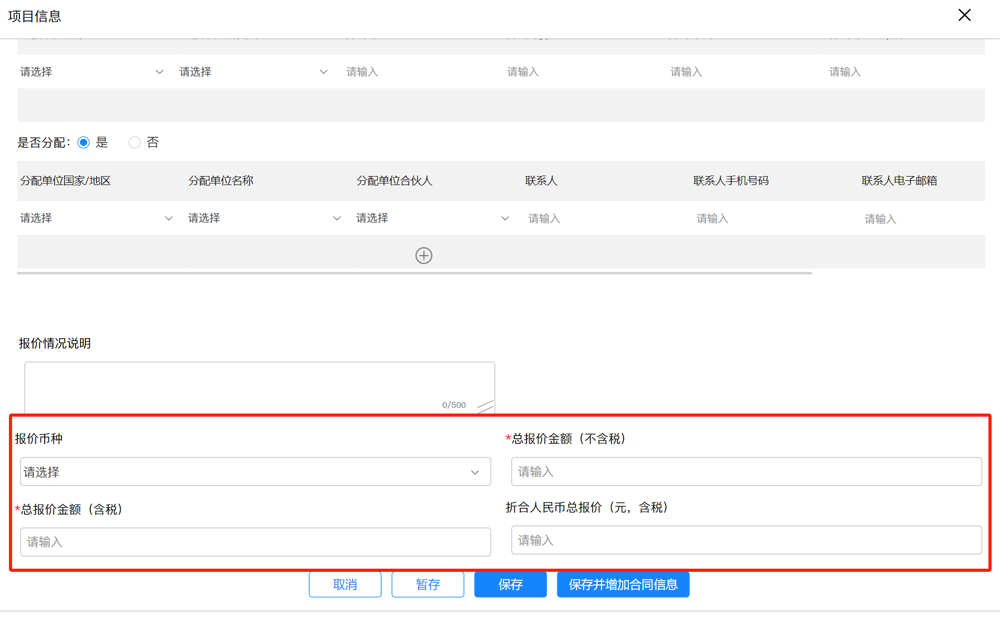 项目信息
请选择 请选择 请输入 请输入 请输入 请输入
是否分配： 是 否
分配单位国家/地区 分配单位名称 分配单位合伙人 联系人 联系人手机号码 联系人电子邮箱
请选择 请选择 请选择 请输入 请输入 请输入
报价情况说明
0/500
报价币种 *总报价金额（不含税）
请选择 请输入
*总报价金额（含税） 折合人民币总报价（元，含税）
请输入 请输入
取消 暂存 保存 保存并增加合同信息